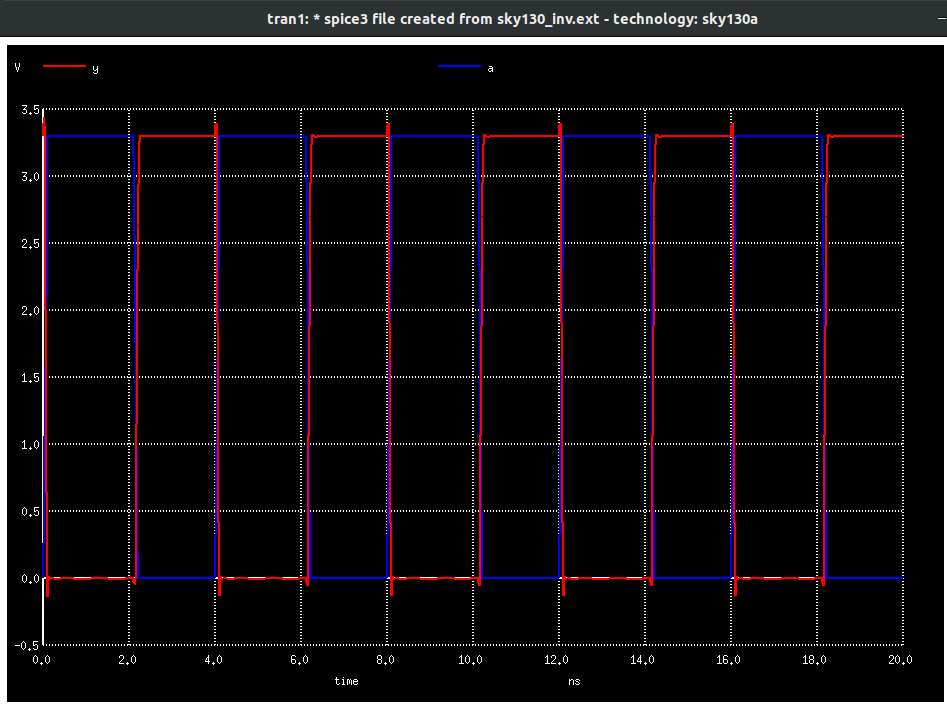 tran1: * spice3 file created from sky130_inv.ext - technology: sky130a
V y a
3.5
3.0
2.5
2.0
1.5
1.0
0.5
0.0
-0.5
0.0 2.0 4.0 6.0 8.0 10.0 12.0 14.0 16.0 18.0 20.0
time ns